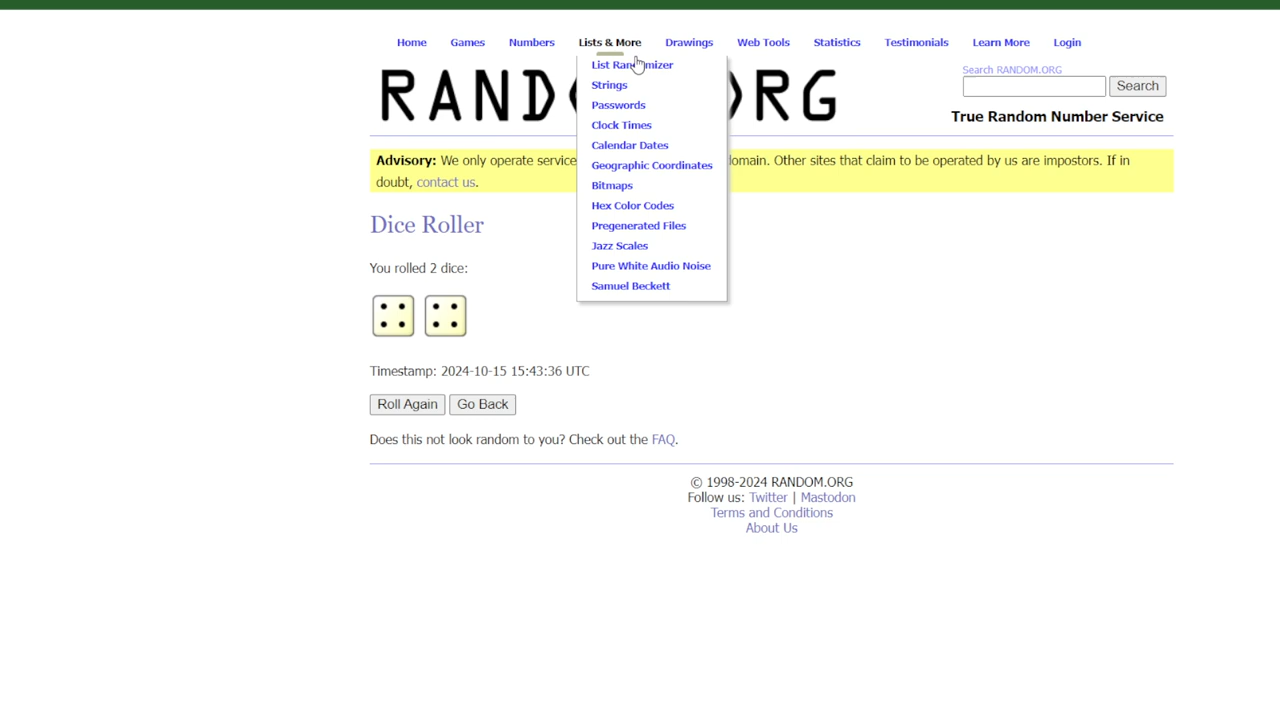 Home Games Numbers Lists & More Drawings Web Tools Statistics Testimonials Learn More Login
List Ran mizer
Strings
Passwords
Clock Times
Calendar Dates
Geographic Coordinates
Bitmaps
Hex Color Codes
Pregenerated Files
Jazz Scales
Pure White Audio Noise
Samuel Beckett
RAND RG
Search RANDOM.ORG
Search
True Random Number Service
Advisory: We only operate service omain. Other sites that claim to be operated by us are impostors. If in
doubt, contact us.
Dice Roller
You rolled 2 dice:
Timestamp: 2024-10-15 15:43:36 UTC
Roll Again Go Back
Does this not look random to you? Check out the FAQ.
© 1998-2024 RANDOM.ORG
Follow us: Twitter | Mastodon
Terms and Conditions
About Us